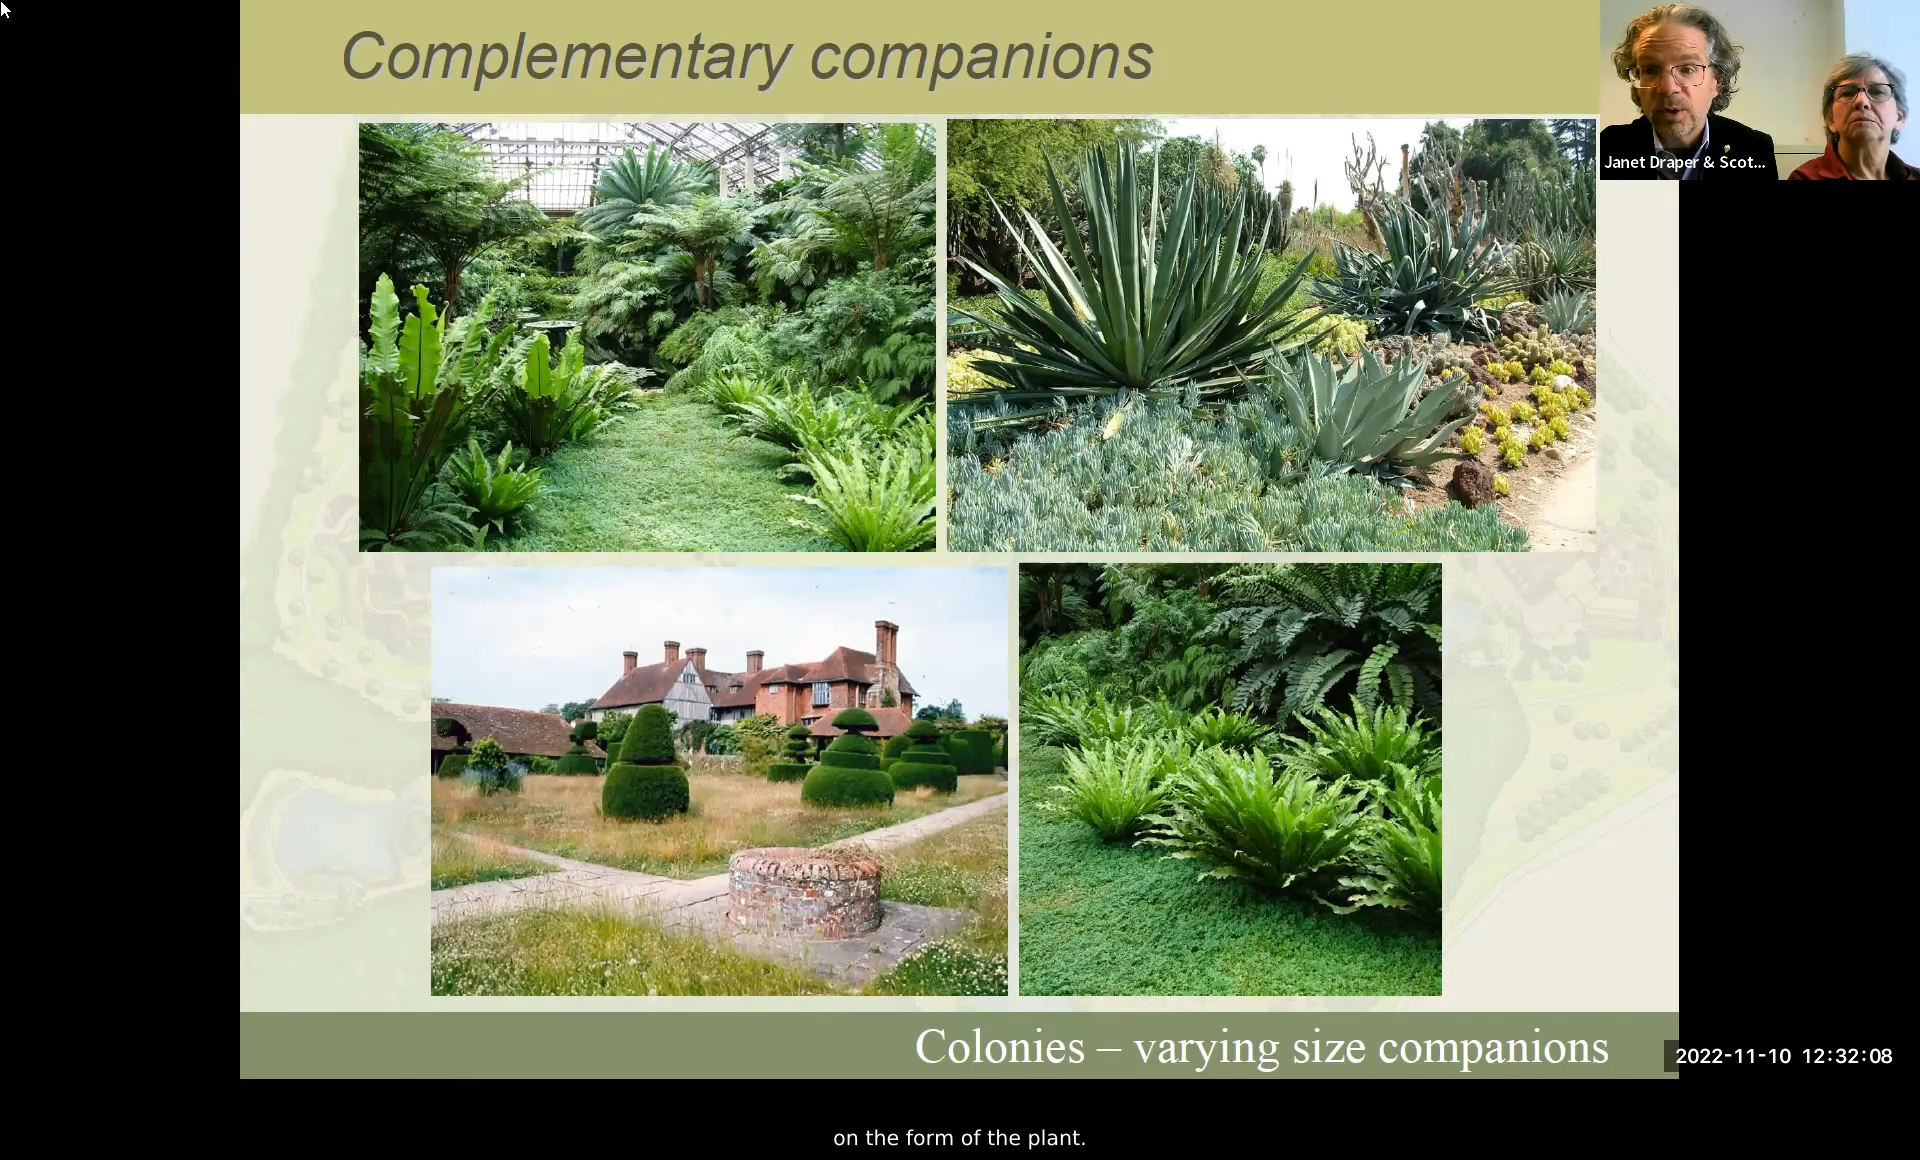 Complementary companions
Janet Draper & Scot...
Colonies – varying size companions
2022-11-10 12:32:08
on the form of the plant.